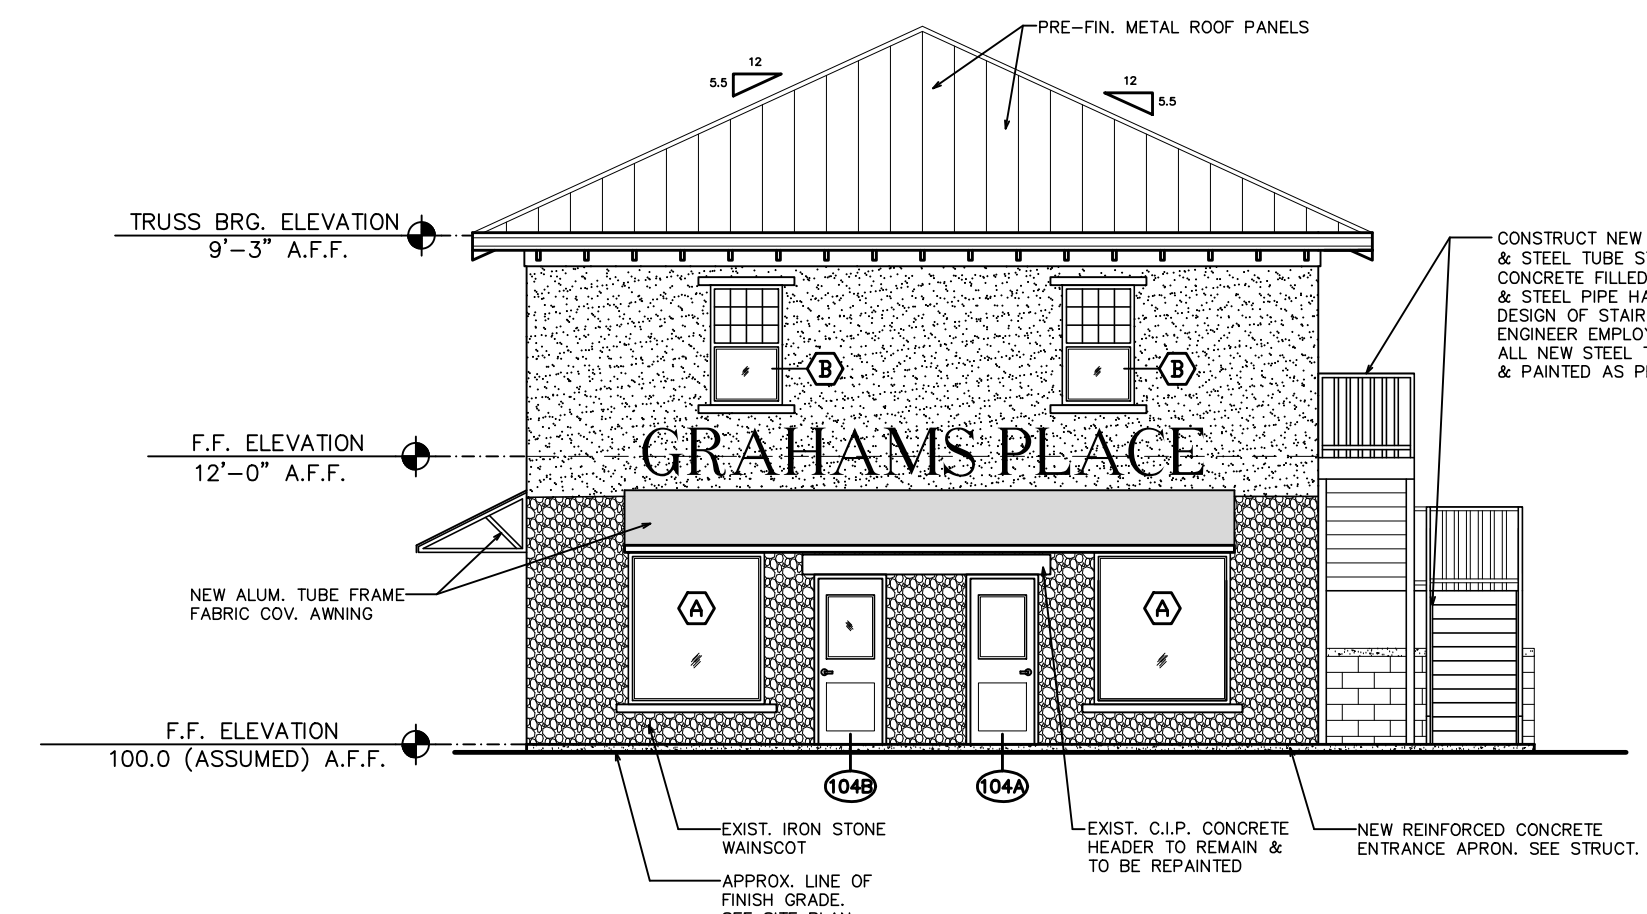 PRE-FIN. METAL ROOF PANELS
12
5.5
12
5.5
TRUSS BRG. ELEVATION
9'-3" A.F.F.
CONSTRUCT NEW
& STEEL TUBE
CONCRETE FILLED
& STEEL PIPE
DESIGN OF STAIR
ENGINEER
ALL NEW STEEL
& PAINTED AS
B
B
GRAHAMS PLACE
F.F. ELEVATION
12'-0" A.F.F.
NEW ALUM. TUBE FRAME
FABRIC COV. AWNING
A
A
F.F. ELEVATION
100.0 (ASSUMED) A.F.F.
104B
104A
EXIST. IRON STONE
WAINSCOT
APPROX. LINE OF
FINISH GRADE.
SEE SITE PLAN
EXIST. C.I.P. CONCRETE
HEADER TO REMAIN &
TO BE REPAINTED
NEW REINFORCED CONCRETE
ENTRANCE APRON. SEE STRUCT.